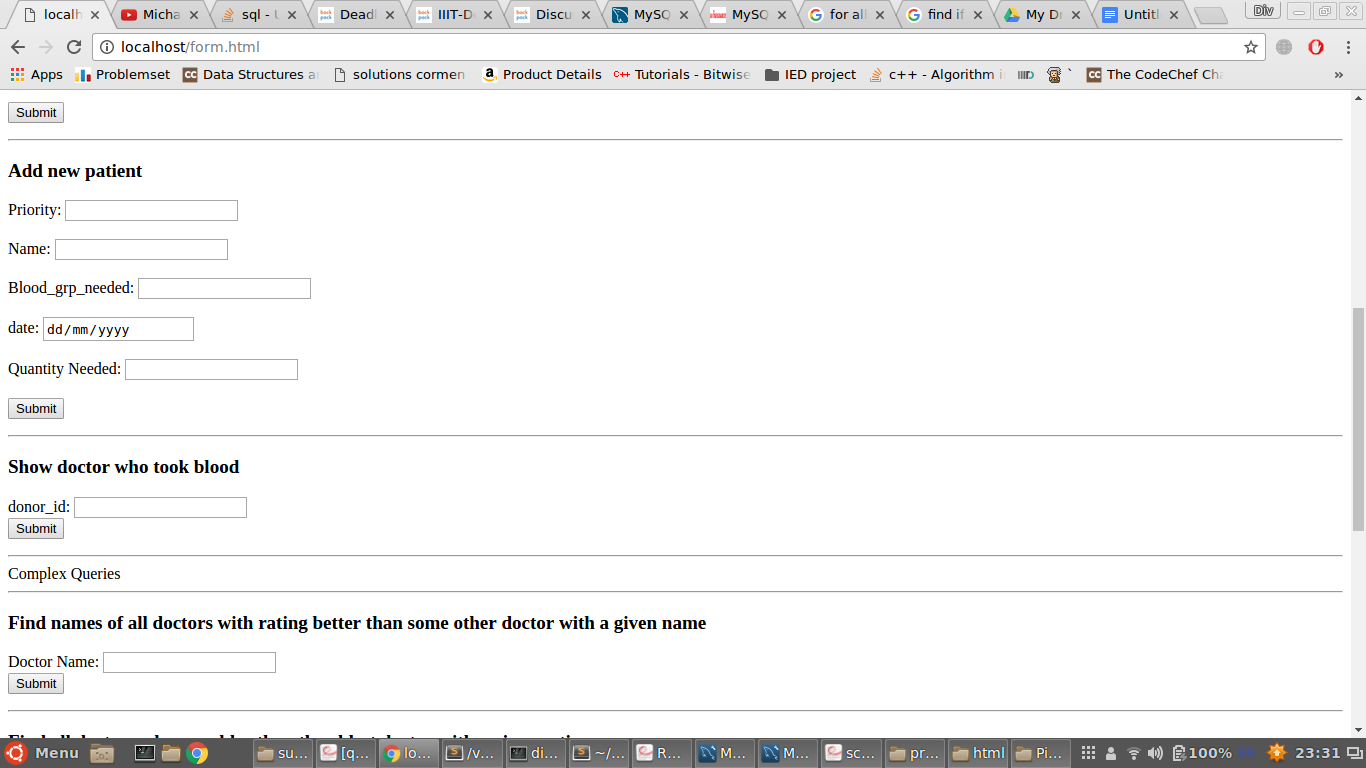 localh
Micha
sql - U
Deadl
IIIT-D
Discu
MySQ
MySQ
for all
find if
My Dr
Untitl
Div
localhost/form.html
Apps
Problemset
Data Structures a
solutions cormen
Product Details
Tutorials - Bitwise
IED project
c++ - Algorithm i
The CodeChef Cha
»
Submit
Add new patient
Priority:
Name:
Blood_grp_needed:
date: dd/mm/yyyy
Quantity Needed:
Submit
Show doctor who took blood
donor_id:
Submit
Complex Queries
Find names of all doctors with rating better than some other doctor with a given name
Doctor Name:
Submit
Menu
su...
[q...
lo...
/v...
di...
~/...
R...
M...
M...
sc...
pr...
html
Pi...
100%
23:31